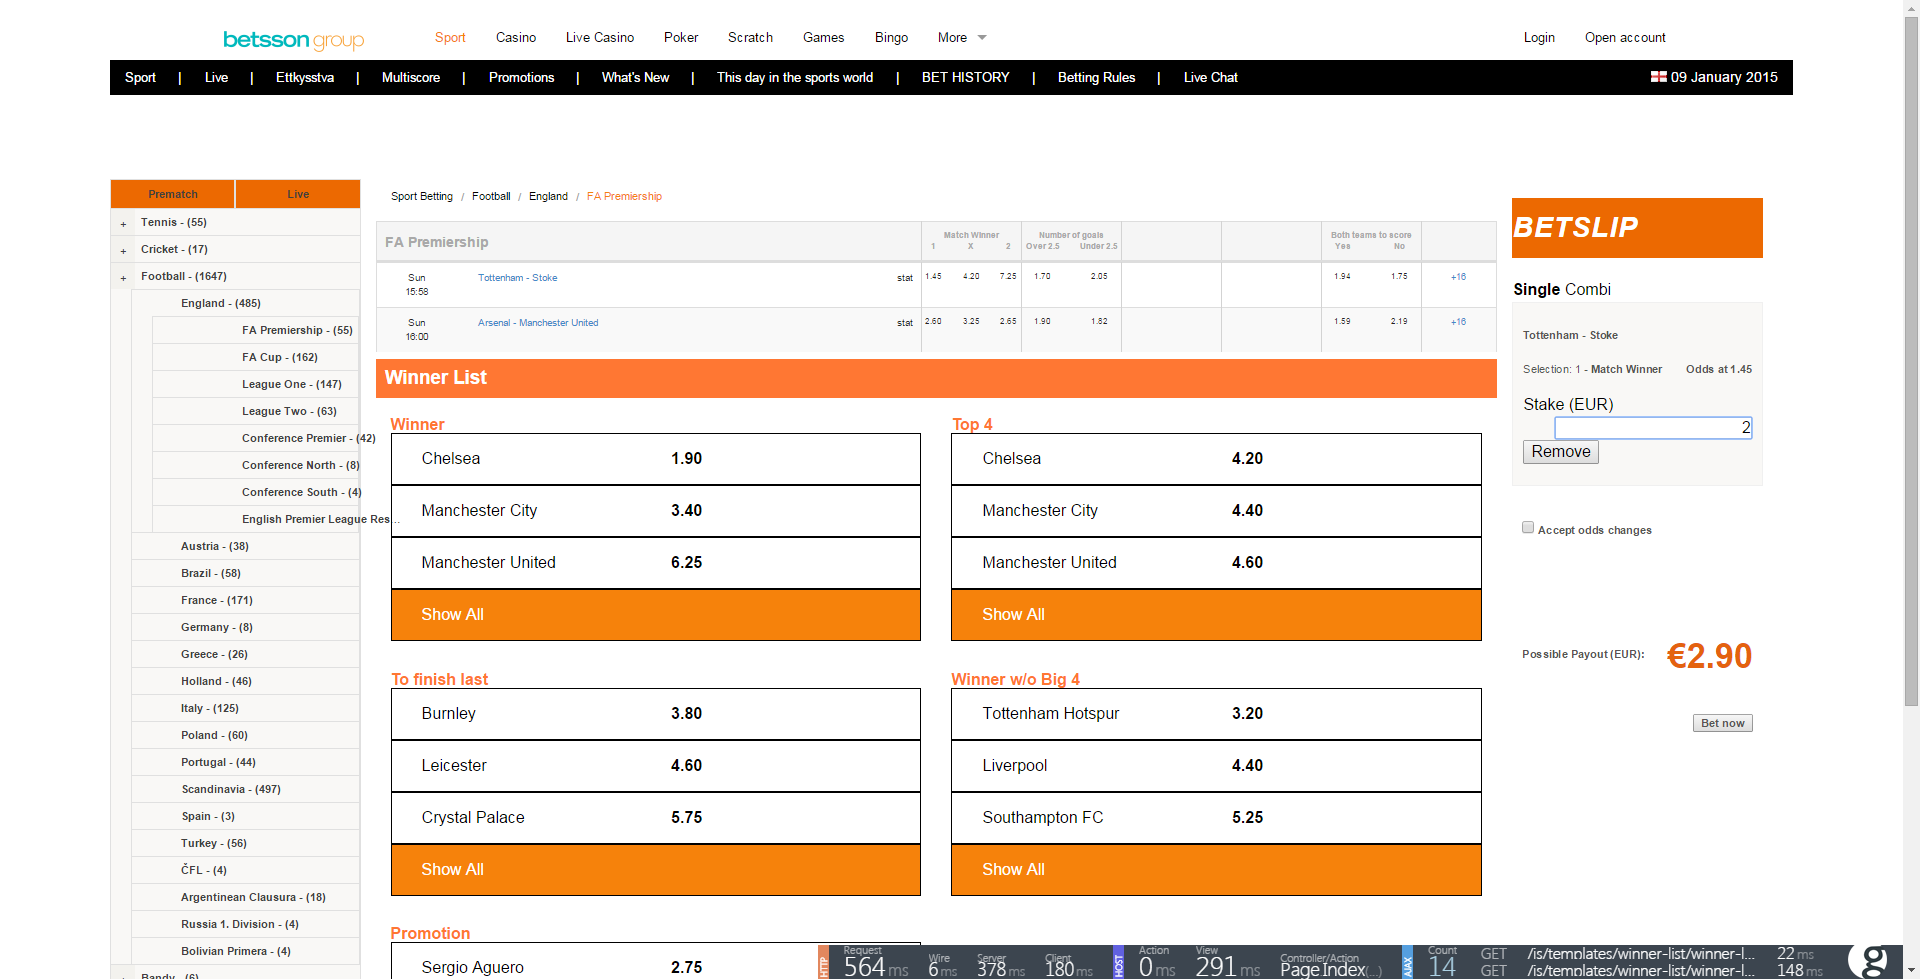 betsson group Sport Casino Live Casino Poker Scratch Games Bingo More Login Open account
Sport | Live | Ettkysstva | Multiscore | Promotions | What's New | This day in the sports world | BET HISTORY | Betting Rules | Live Chat 09 January 2015
Prematch Live
+ Tennis - (55)
+ Cricket - (17)
+ Football - (1647)
England - (485)
FA Premiership - (55)
FA Cup - (162)
League One - (147)
League Two - (63)
Conference Premier - (42)
Conference North - (8)
Conference South - (4)
English Premier League Res...
Austria - (38)
Brazil - (58)
France - (171)
Germany - (8)
Greece - (26)
Holland - (46)
Italy - (125)
Poland - (60)
Portugal - (44)
Scandinavia - (497)
Spain - (3)
Turkey - (56)
ČFL - (4)
Argentinean Clausura - (18)
Russia 1. Division - (4)
Bolivian Primera - (4)
Bandy - (6)
Sport Betting / Football / England / FA Premiership
FA Premiership
Match Winner Number of goals Both teams to score
1 X 2 Over 2.5 Under 2.5 Yes No
Sun Tottenham - Stoke stat 1.45 4.20 7.25 1.70 2.05 1.94 1.75 +16
15:58
Sun Arsenal - Manchester United stat 2.60 3.25 2.65 1.90 1.82 1.59 2.19 +16
16:00
Winner List
Winner
Chelsea 1.90
Manchester City 3.40
Manchester United 6.25
Show All
Top 4
Chelsea 4.20
Manchester City 4.40
Manchester United 4.60
Show All
To finish last
Burnley 3.80
Leicester 4.60
Crystal Palace 5.75
Show All
Winner w/o Big 4
Tottenham Hotspur 3.20
Liverpool 4.40
Southampton FC 5.25
Show All
Promotion
Sergio Aguero 2.75
BETSLIP
Single Combi
Tottenham - Stoke
Selection: 1 - Match Winner Odds at 1.45
Stake (EUR)
2
Remove
Accept odds changes
Possible Payout (EUR): €2.90
Bet now
HTTP Request 564 ms Wire 6 ms Server 378 ms Client 180 ms
HOST Action 0 ms View 291 ms Controller/Action Page.Index(...)
AJAX Count 14
GET /is/templates/winner-list/winner-l... 22 ms
GET /is/templates/winner-list/winner-l... 148 ms
g